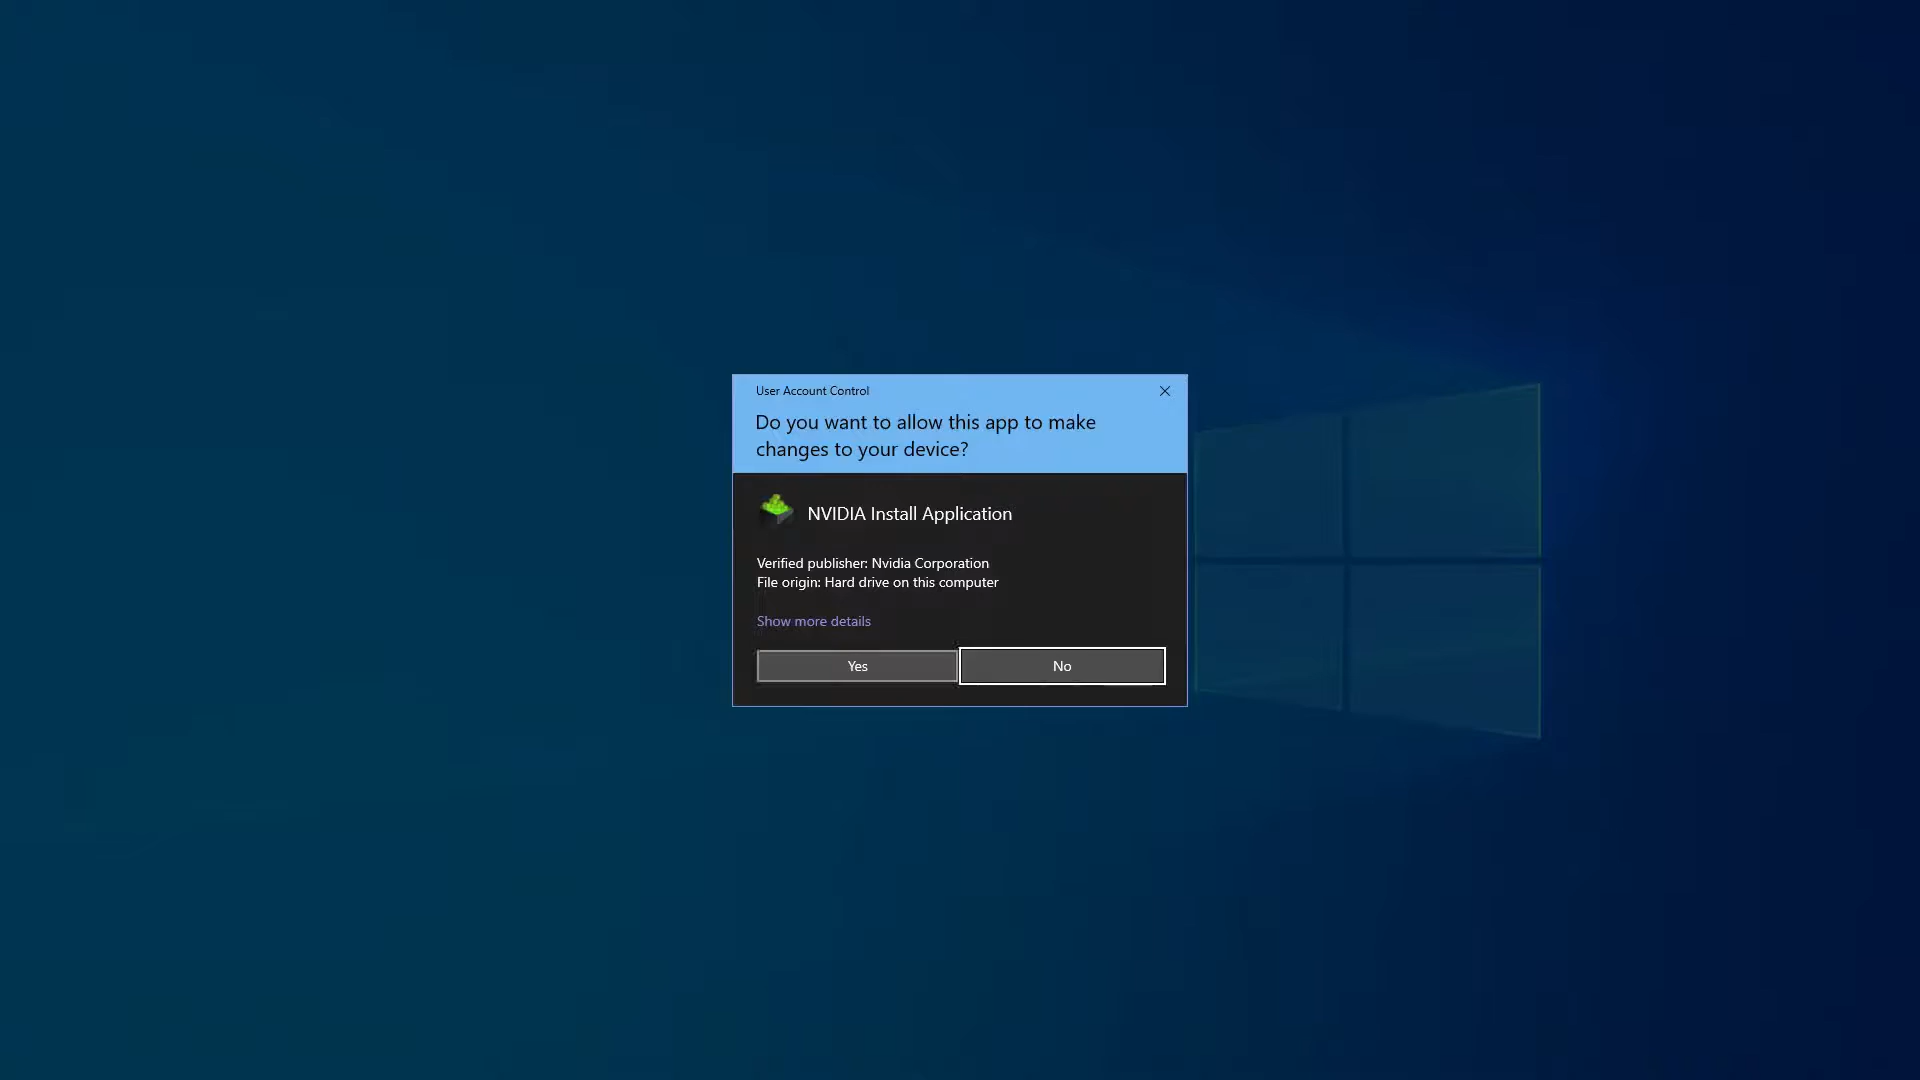 User Account Control
Do you want to allow this app to make
changes to your device?
NVIDIA Install Application
Verified publisher: Nvidia Corporation
File origin: Hard drive on this computer
Show more details
Yes
No